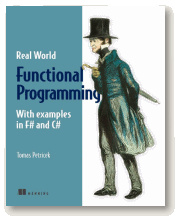 Real World
Functional
Programming
With examples
in F# and C#
Tomas Petricek
MANNING